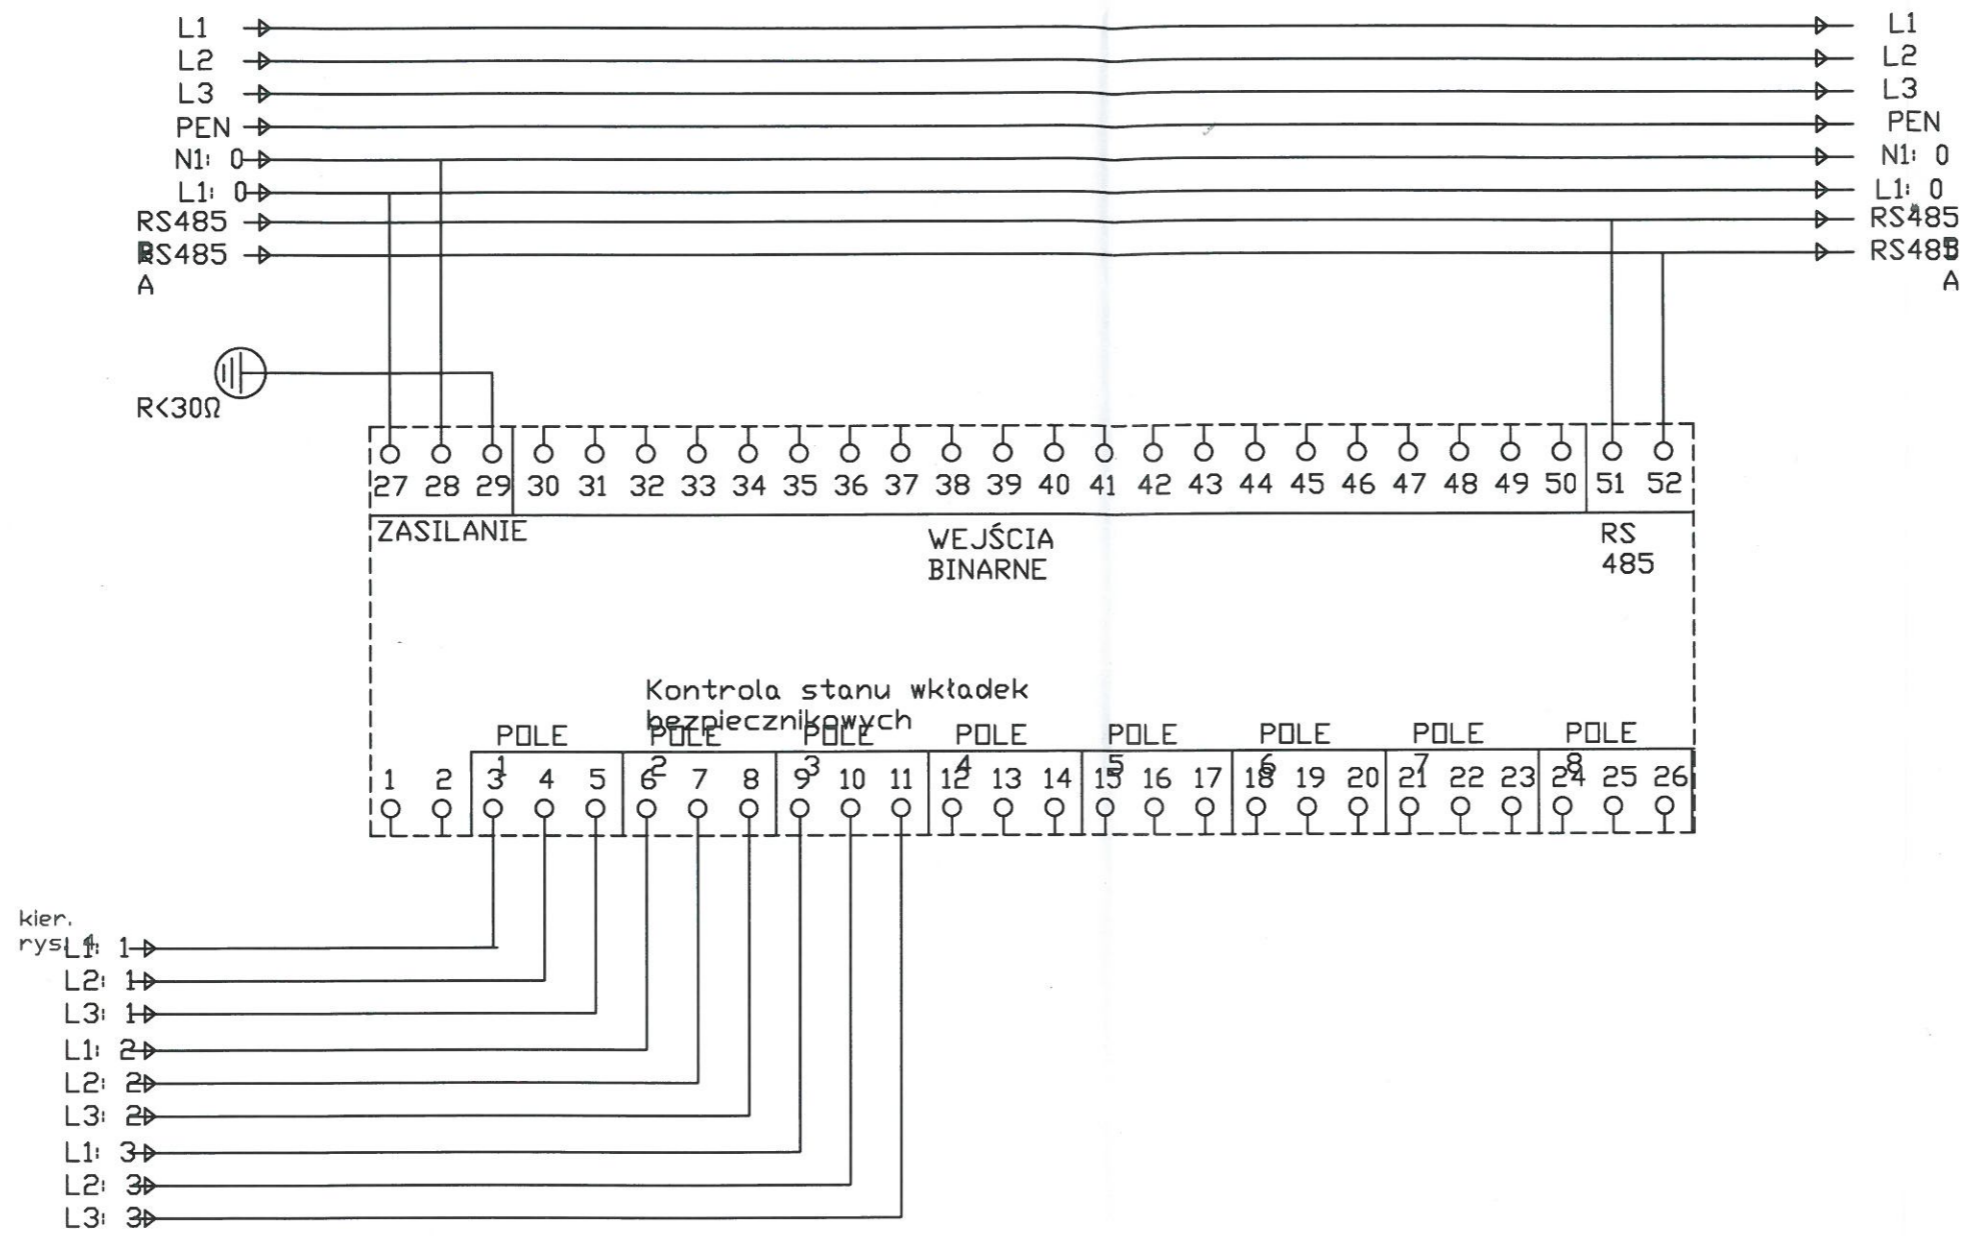 L1 L1
L2 L2
L3 L3
PEN PEN
N1: 0 N1: 0
L1: 0 L1: 0
RS485 RS485
B B
RS485 RS485
A A
R<30Ω
27 28 29 30 31 32 33 34 35 36 37 38 39 40 41 42 43 44 45 46 47 48 49 50 51 52
ZASILANIE WEJŚCIA RS
BINARNE 485
Kontrola stanu wkładek
bezpiecznikowych
POLE POLE POLE POLE POLE POLE POLE POLE
1 2 3 4 5 6 7 8
1 2 3 4 5 6 7 8 9 10 11 12 13 14 15 16 17 18 19 20 21 22 23 24 25 26
kier.
rys. 4
L1: 1
L2: 1
L3: 1
L1: 2
L2: 2
L3: 2
L1: 3
L2: 3
L3: 3